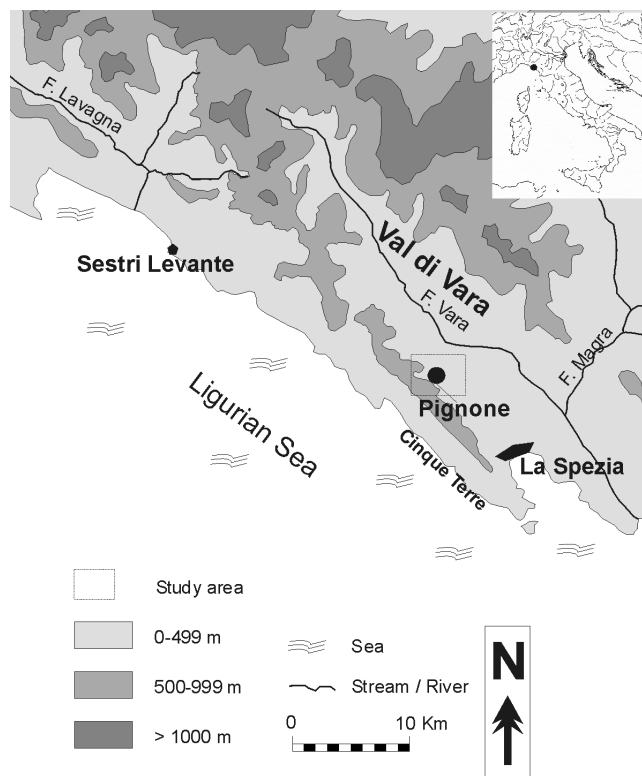 F. Lavagna
Sestri Levante
Val di Vara
F. Vara
F. Magra
Pignone
Ligurian Sea
Cinque Terre
La Spezia
Study area
0-499 m
500-999 m
> 1000 m
Sea
Stream / River
0 10 Km
N